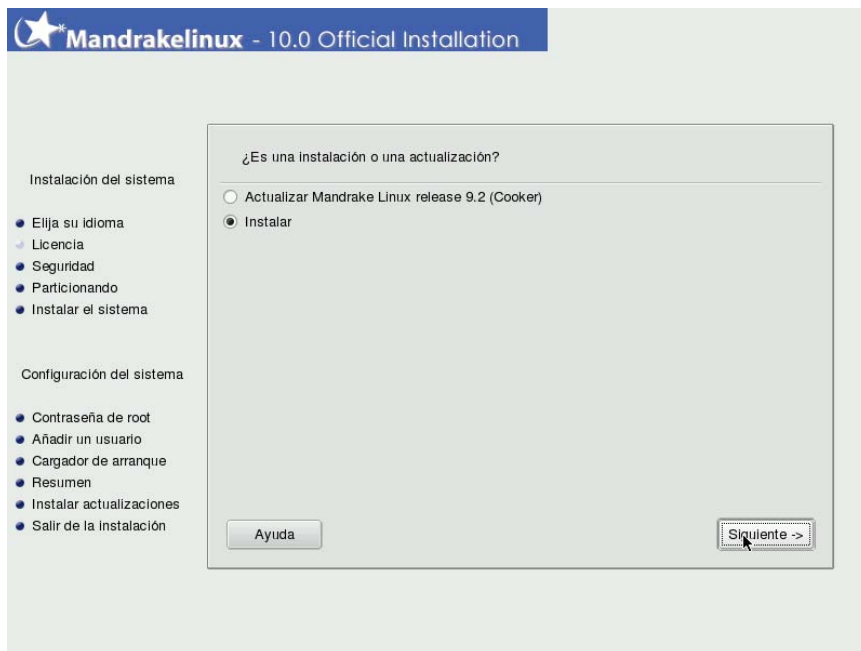 Mandrakelinux - 10.0 Official Installation
Instalación del sistema
Elija su idioma
Licencia
Seguridad
Particionando
Instalar el sistema
Configuración del sistema
Contraseña de root
Añadir un usuario
Cargador de arranque
Resumen
Instalar actualizaciones
Salir de la instalación
¿Es una instalación o una actualización?
Actualizar Mandrake Linux release 9.2 (Cooker)
Instalar
Ayuda
Siguiente ->